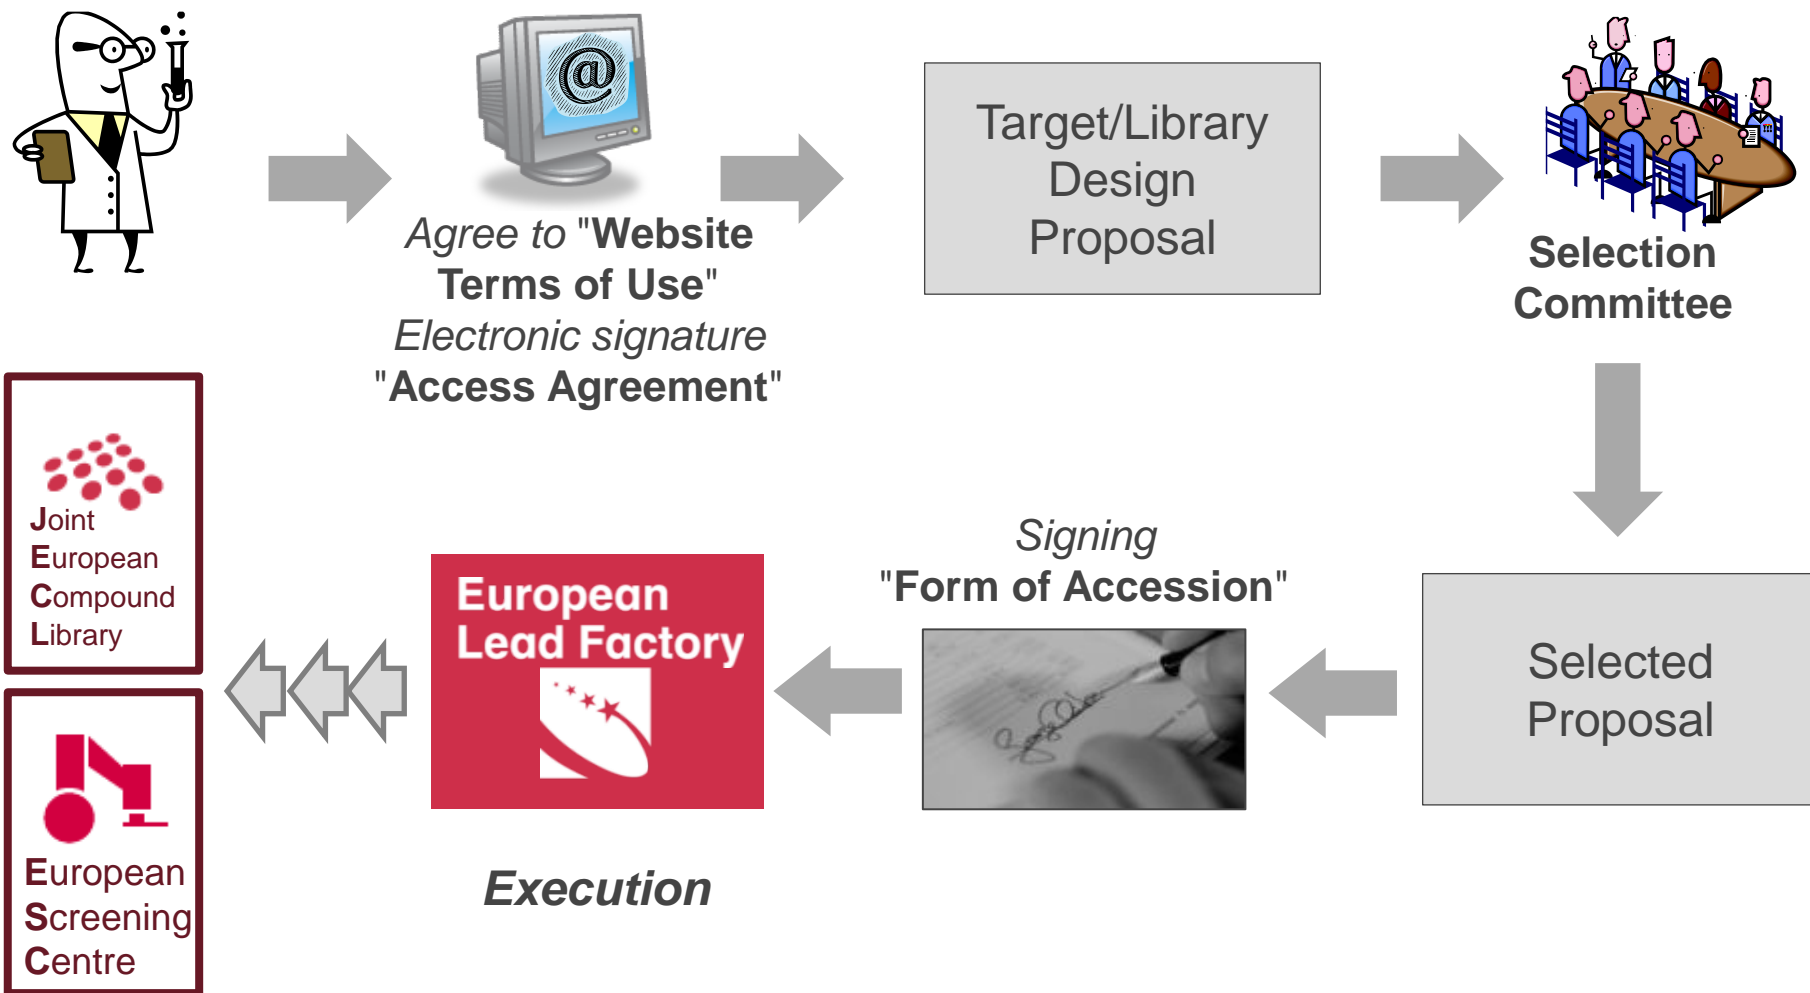 @
Agree to "Website
Terms of Use"
Electronic signature
"Access Agreement"
Target/Library
Design
Proposal
Selection
Committee
Selected
Proposal
Signing
"Form of Accession"
European
Lead Factory
Execution
Joint
European
Compound
Library
European
Screening
Centre